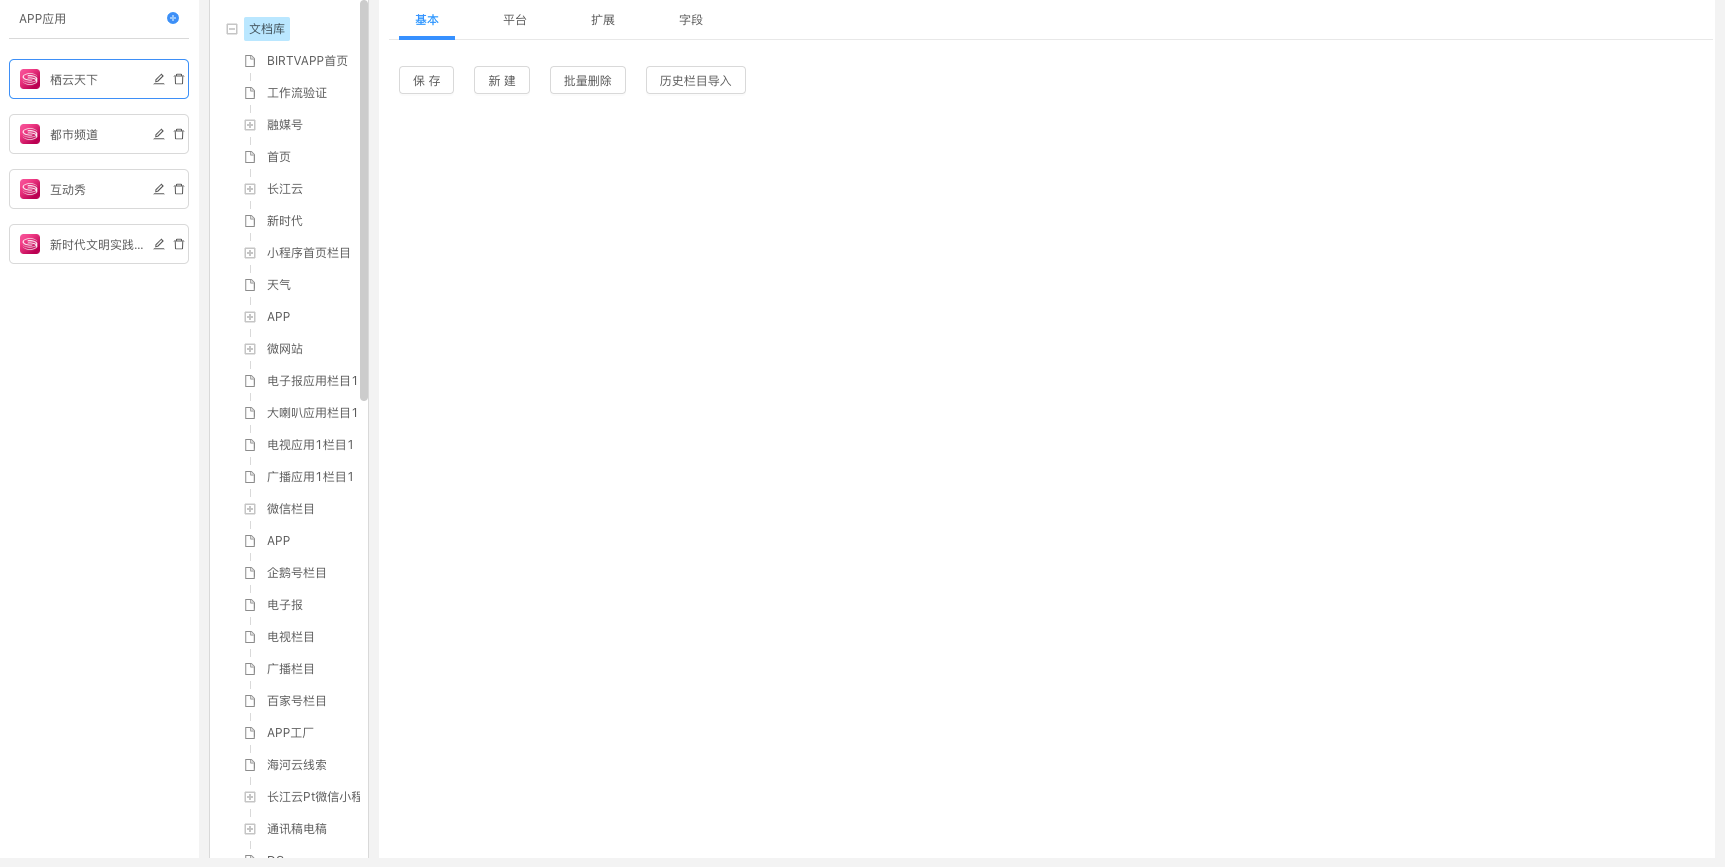 APP应用
栖云天下
都市频道
互动秀
新时代文明实践...
文档库
BIRTVAPP首页
工作流验证
融媒号
首页
长江云
新时代
小程序首页栏目
天气
APP
微网站
电子报应用栏目1
大喇叭应用栏目1
电视应用1栏目1
广播应用1栏目1
微信栏目
APP
企鹅号栏目
电子报
电视栏目
广播栏目
百家号栏目
APP工厂
海河云线索
长江云Pt微信小程
通讯稿电稿
基本 平台 扩展 字段
保 存 新 建 批量删除 历史栏目导入